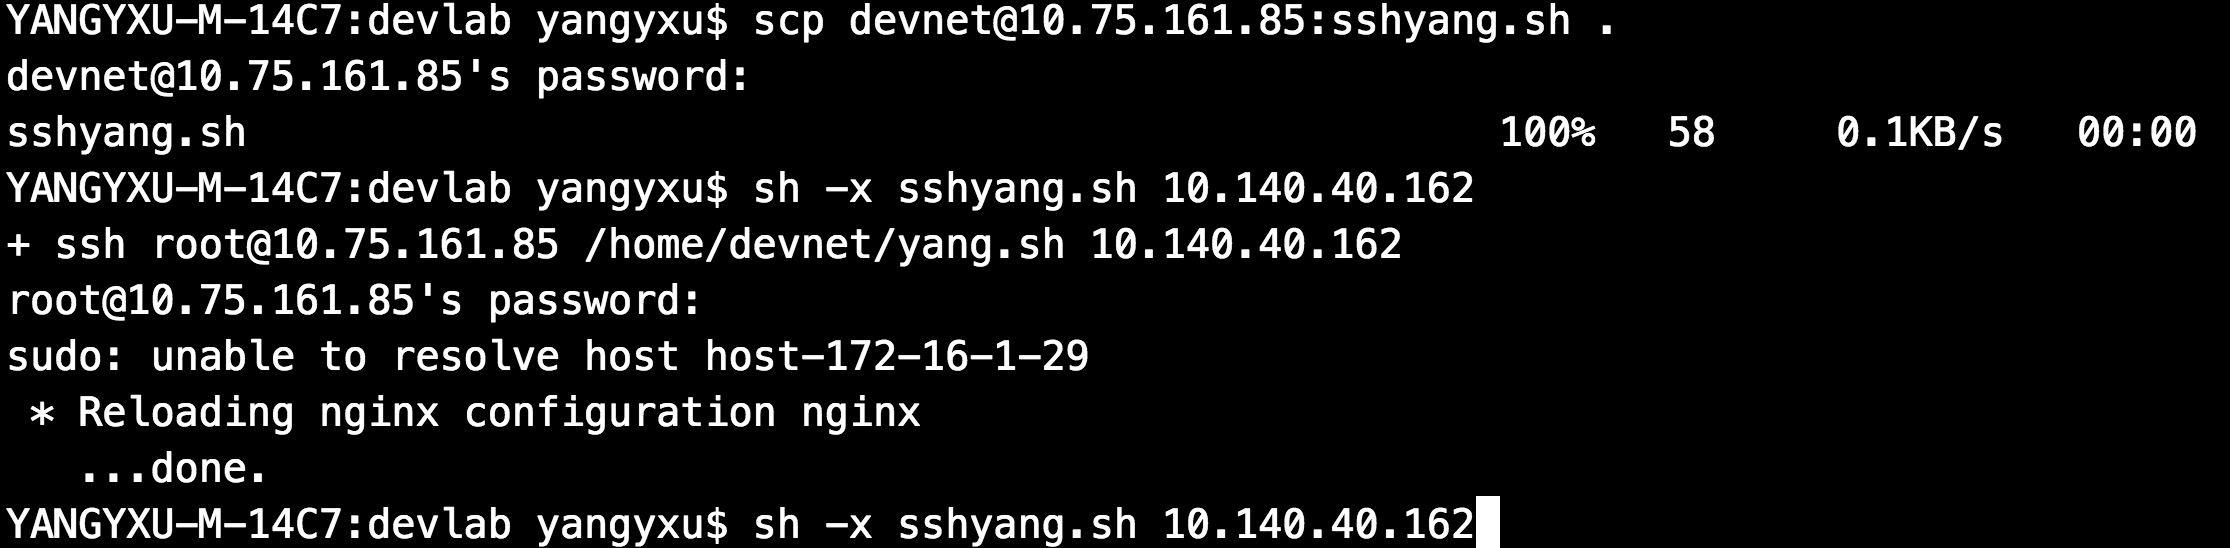 YANGYXU-M-14C7:devlab yangyxu$ scp devnet@10.75.161.85:sshyang.sh .
devnet@10.75.161.85's password:
sshyang.sh 100% 58 0.1KB/s 00:00
YANGYXU-M-14C7:devlab yangyxu$ sh -x sshyang.sh 10.140.40.162
+ ssh root@10.75.161.85 /home/devnet/yang.sh 10.140.40.162
root@10.75.161.85's password:
sudo: unable to resolve host host-172-16-1-29
 * Reloading nginx configuration nginx
   ...done.
YANGYXU-M-14C7:devlab yangyxu$ sh -x sshyang.sh 10.140.40.162